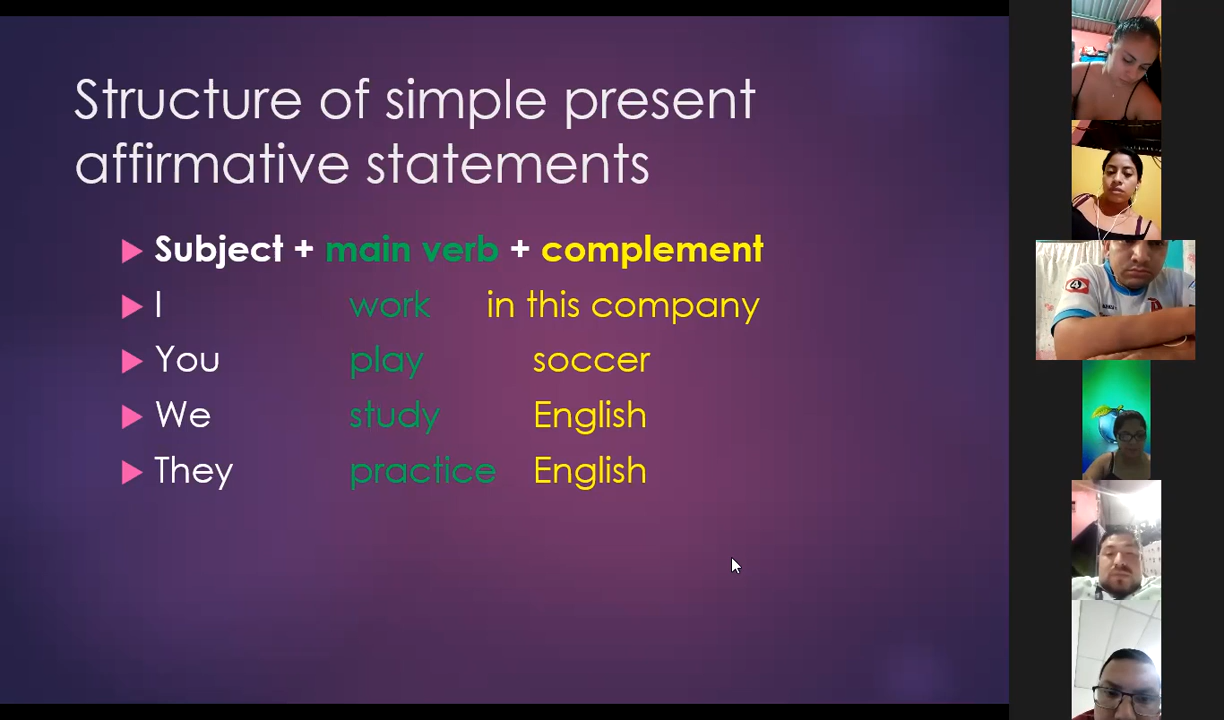 Structure of simple present
affirmative statements
Subject + main verb + complement
I work in this company
You play soccer
We study English
They practice English
4